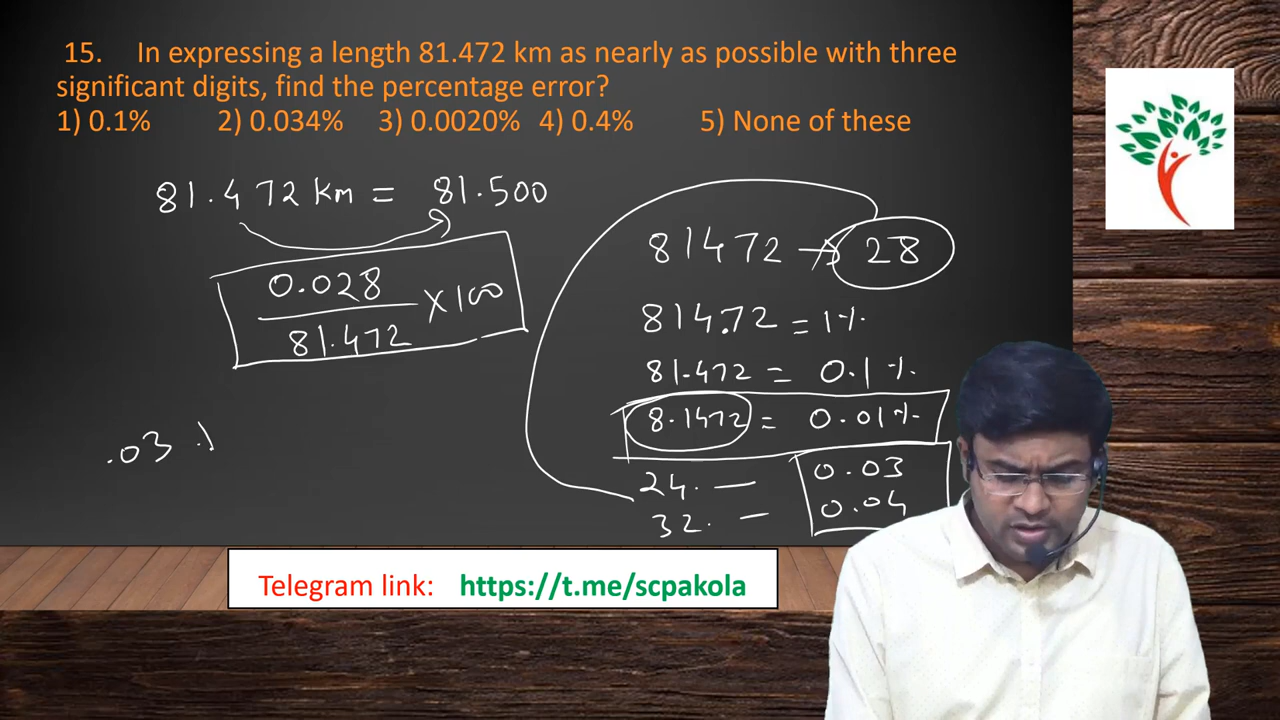 15. In expressing a length 81.472 km as nearly as possible with three
significant digits, find the percentage error?
1) 0.1% 2) 0.034% 3) 0.0020% 4) 0.4% 5) None of these
81.472 km = 81.500
0.028
81.472
× 100
.03
81472 → 28
814.72 = 1%
81.472 = 0.1 %
8.1472 = 0.01%
24. — 0.03
32. — 0.04
Telegram link: https://t.me/scpakola